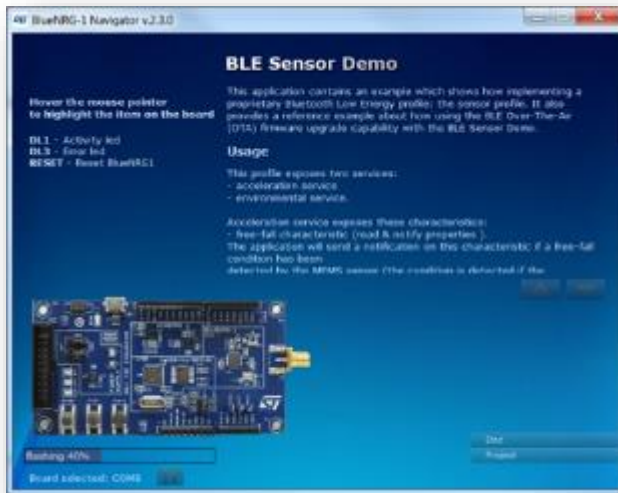 BlueNRG-1 Navigator v.2.3.0
BLE Sensor Demo
Hover the mouse pointer
to highlight the item on the board
DL1 - Activity led
DL3 - Error led
RESET - Reset BlueNRG1
This application contains an example which shows how implementing a
proprietary Bluetooth Low Energy profile: the sensor profile. It also
provides a reference example about how using the BLE Over-The-Air
(OTA) firmware upgrade capability with the BLE Sensor Demo.
Usage
This profile exposes two services:
- acceleration service
- environmental service.
Acceleration service exposes these characteristics:
- free-fall characteristic (read & notify properties ).
The application will send a notification on this characteristic if a free-fall
condition has been
detected by the MEMS sensor (the condition is detected if the
flashing 40%
Board selected: COM8
Doc
Project